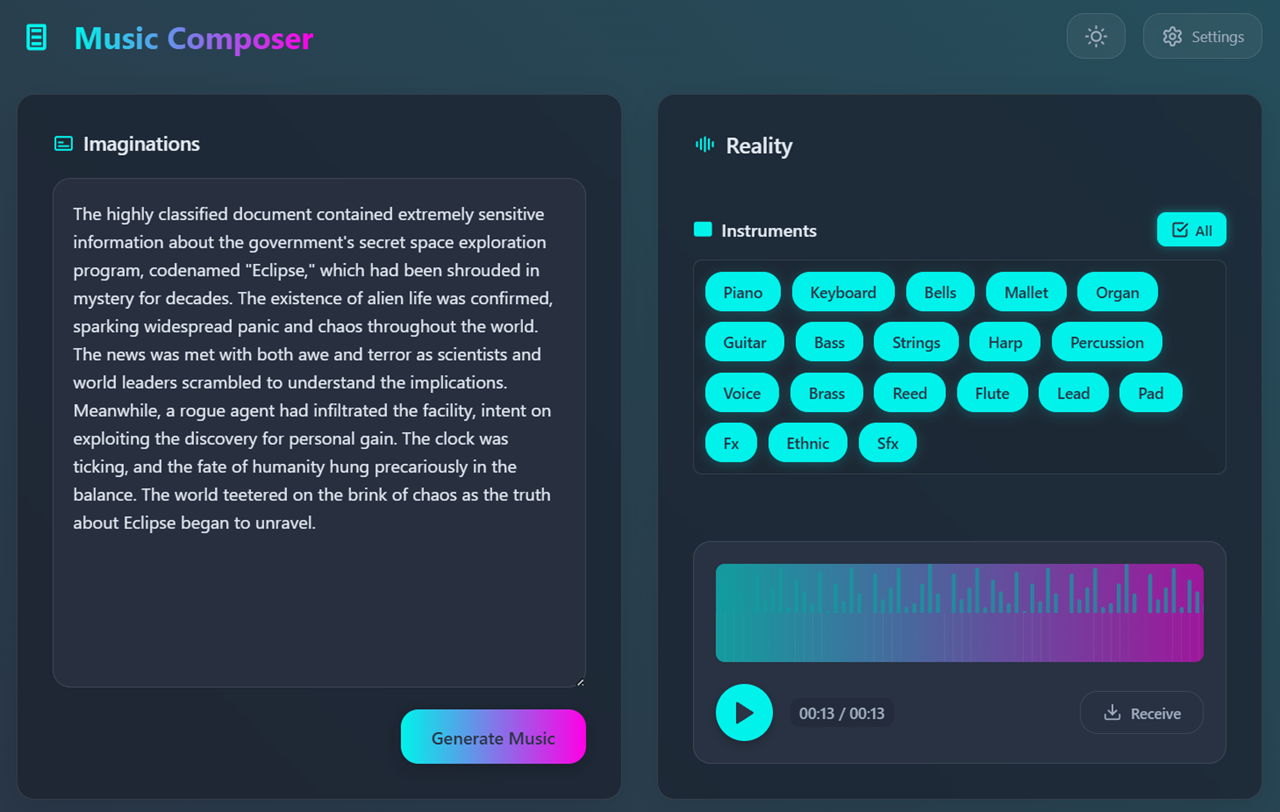 Music Composer
Settings
Imaginations
The highly classified document contained extremely sensitive
information about the government's secret space exploration
program, codenamed "Eclipse," which had been shrouded in
mystery for decades. The existence of alien life was confirmed,
sparking widespread panic and chaos throughout the world.
The news was met with both awe and terror as scientists and
world leaders scrambled to understand the implications.
Meanwhile, a rogue agent had infiltrated the facility, intent on
exploiting the discovery for personal gain. The clock was
ticking, and the fate of humanity hung precariously in the
balance. The world teetered on the brink of chaos as the truth
about Eclipse began to unravel.
Generate Music
Reality
Instruments
All
Piano Keyboard Bells Mallet Organ
Guitar Bass Strings Harp Percussion
Voice Brass Reed Flute Lead Pad
Fx Ethnic Sfx
00:13 / 00:13
Receive